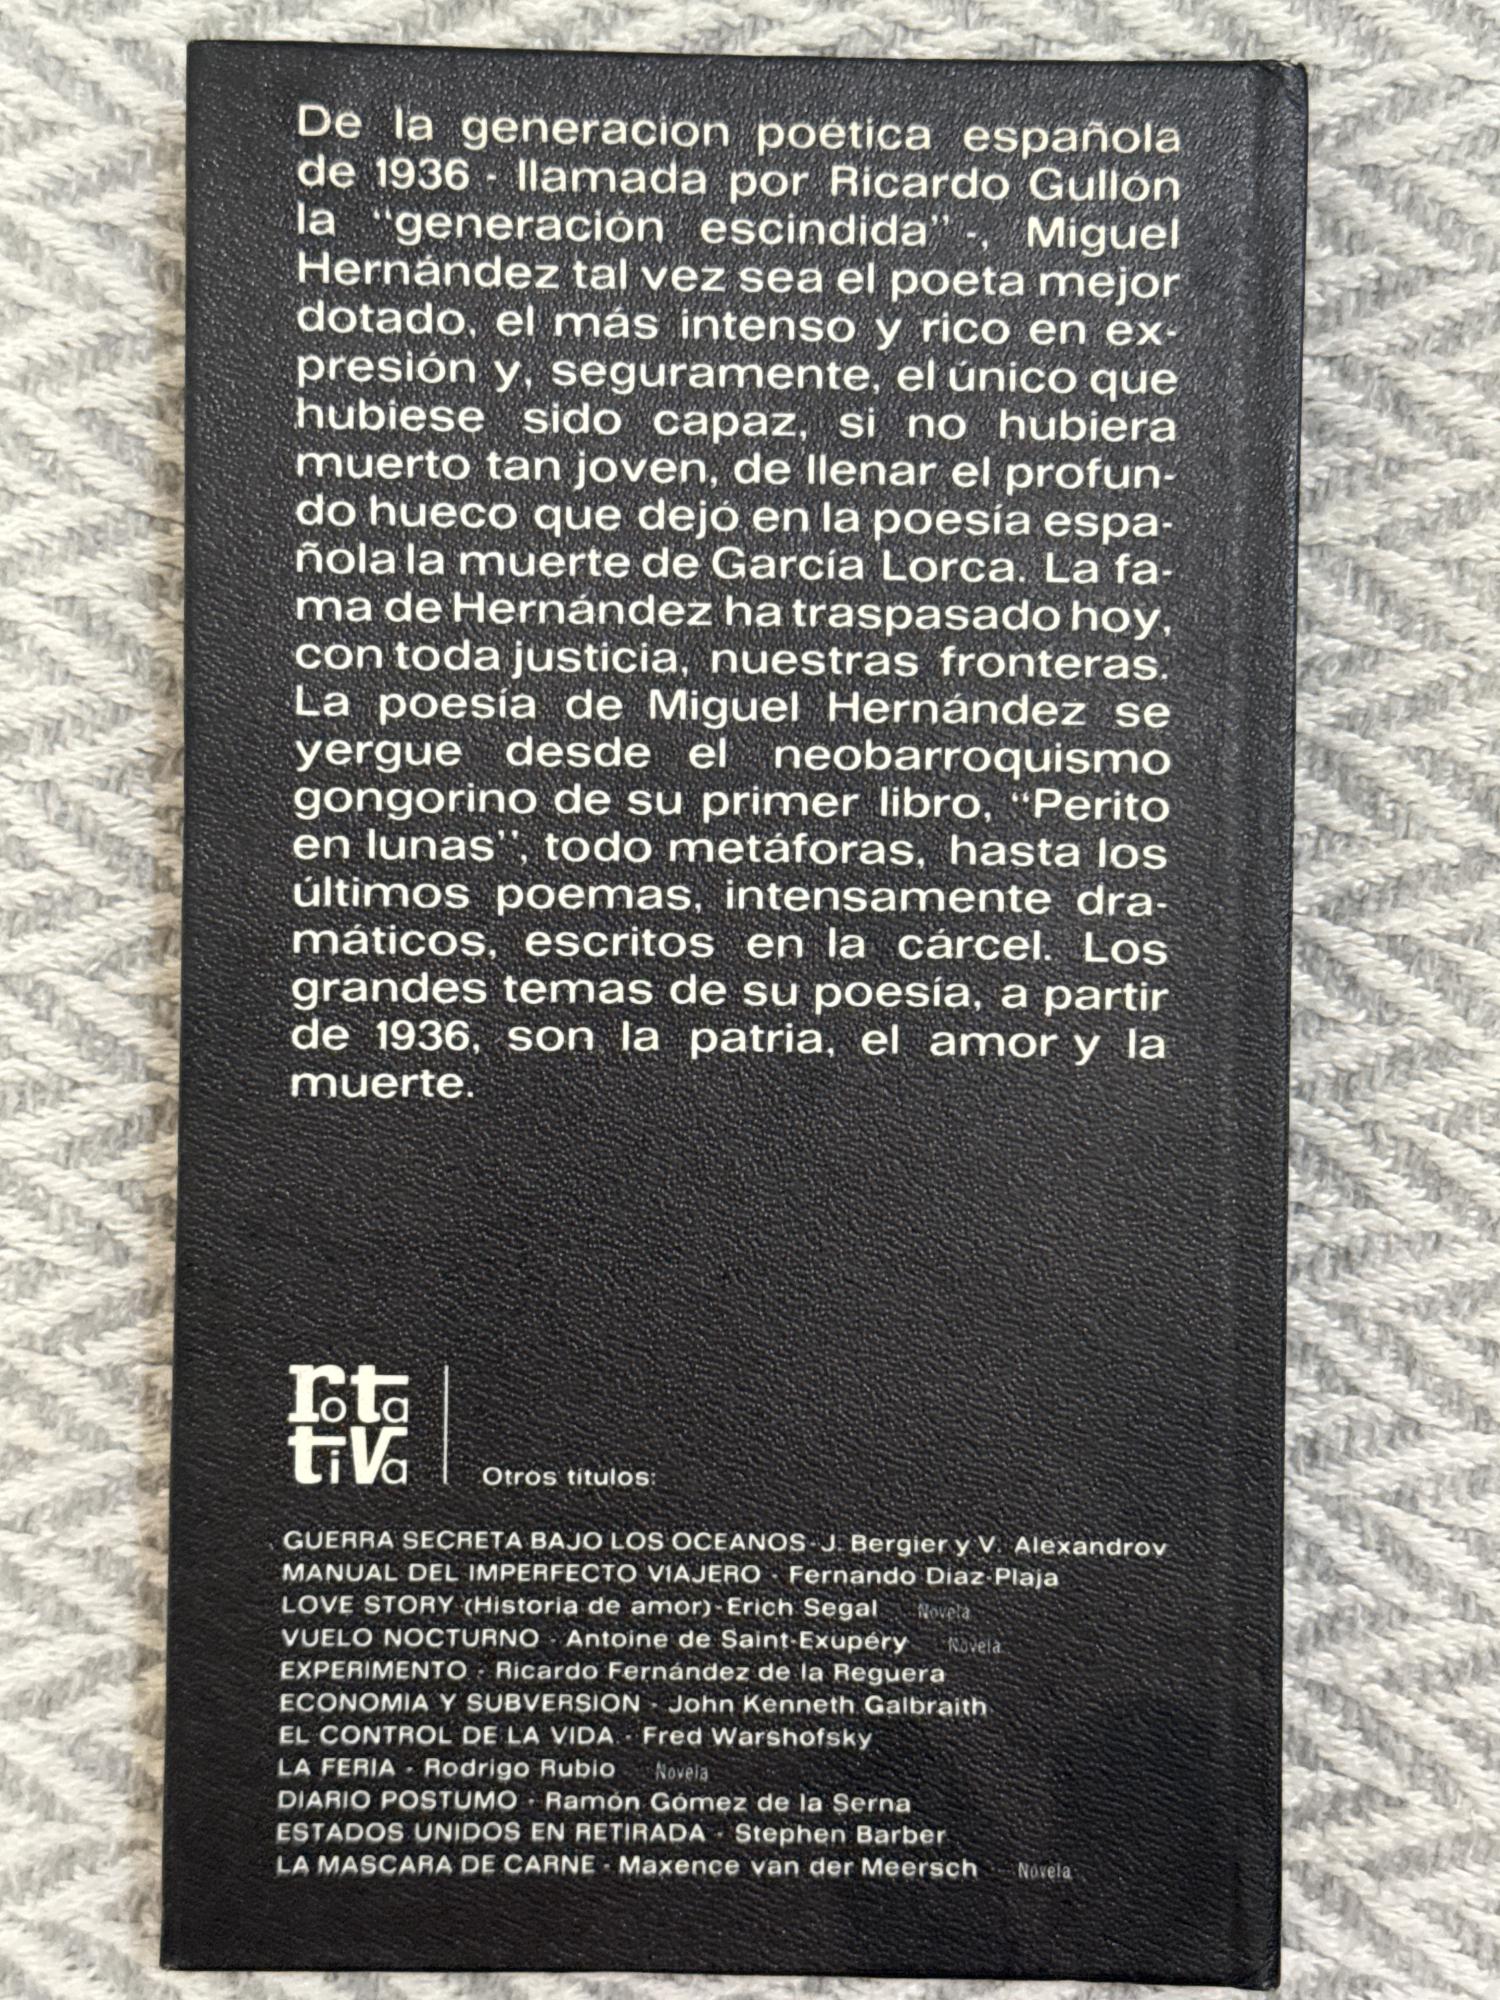 De la generación poética española
de 1936 - llamada por Ricardo Gullón
la "generación escindida" -, Miguel
Hernández tal vez sea el poeta mejor
dotado, el más intenso y rico en ex-
presión y, seguramente, el único que
hubiese sido capaz, si no hubiera
muerto tan joven, de llenar el profun-
do hueco que dejó en la poesía espa-
ñola la muerte de García Lorca. La fa-
ma de Hernández ha traspasado hoy,
con toda justicia, nuestras fronteras.
La poesía de Miguel Hernández se
yergue desde el neobarroquismo
gongorino de su primer libro, "Perito
en lunas", todo metáforas, hasta los
últimos poemas, intensamente dra-
máticos, escritos en la cárcel. Los
grandes temas de su poesía, a partir
de 1936, son la patria, el amor y la
muerte.
rota
tiva
Otros títulos:
GUERRA SECRETA BAJO LOS OCEANOS - J. Bergier y V. Alexandrov
MANUAL DEL IMPERFECTO VIAJERO - Fernando Díaz-Plaja
LOVE STORY (Historia de amor) - Erich Segal Novela
VUELO NOCTURNO - Antoine de Saint-Exupéry Novela
EXPERIMENTO - Ricardo Fernández de la Reguera
ECONOMIA Y SUBVERSION - John Kenneth Galbraith
EL CONTROL DE LA VIDA - Fred Warshofsky
LA FERIA - Rodrigo Rubio Novela
DIARIO POSTUMO - Ramón Gómez de la Serna
ESTADOS UNIDOS EN RETIRADA - Stephen Barber
LA MASCARA DE CARNE - Maxence van der Meersch Novela